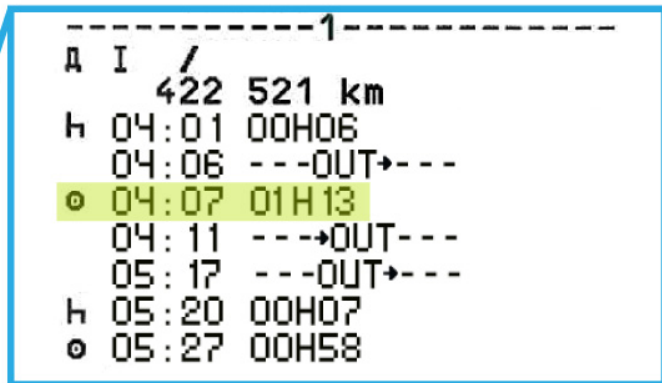 ------------1-------------
Д I /
422 521 km
h 04:01 00H06
04:06 ---OUT→---
⊙ 04:07 01H13
04:11 ---→OUT---
05:17 ---OUT→---
h 05:20 00H07
⊙ 05:27 00H58